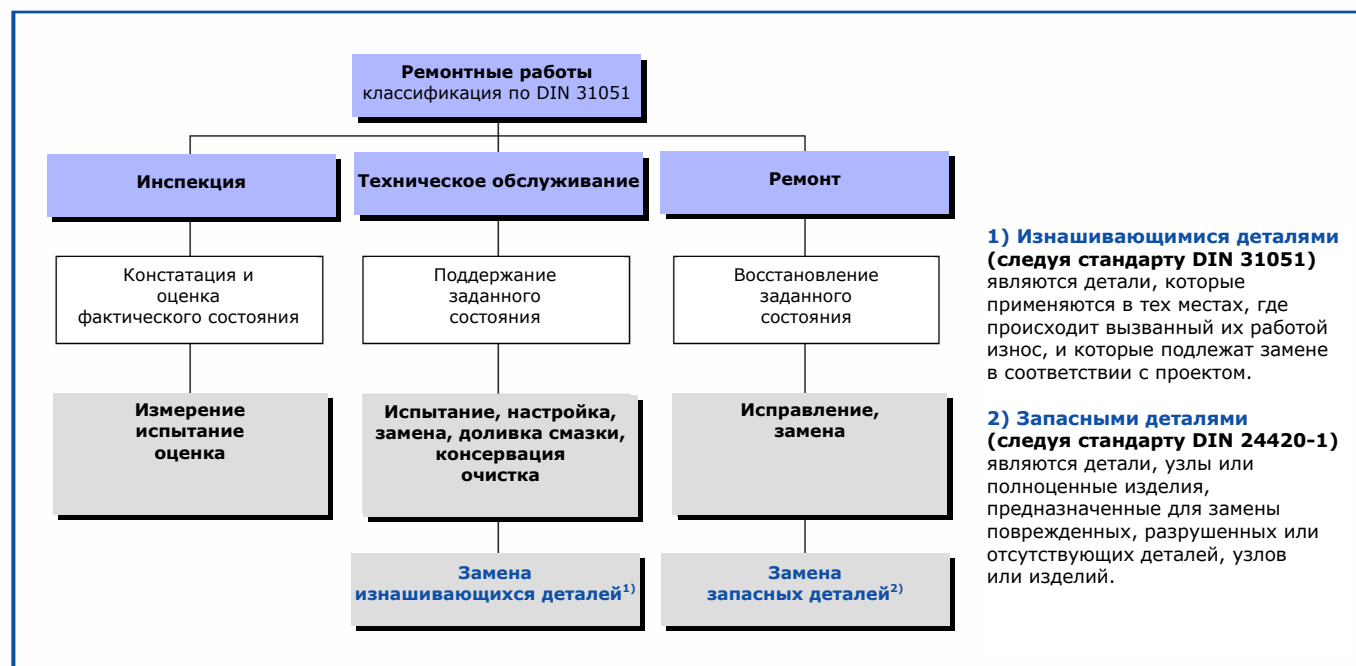 Ремонтные работы
классификация по DIN 31051
Инспекция
Техническое обслуживание
Ремонт
Констатация и
оценка
фактического состояния
Поддержание
заданного
состояния
Восстановление
заданного
состояния
Измерение
испытание
оценка
Испытание, настройка,
замена, доливка смазки,
консервация
очистка
Исправление,
замена
Замена
изнашивающихся деталей1)
Замена
запасных деталей2)
1) Изнашивающимися деталями
(следуя стандарту DIN 31051)
являются детали, которые
применяются в тех местах, где
происходит вызванный их работой
износ, и которые подлежат замене
в соответствии с проектом.
2) Запасными деталями
(следуя стандарту DIN 24420-1)
являются детали, узлы или
полноценные изделия,
предназначенные для замены
поврежденных, разрушенных или
отсутствующих деталей, узлов
или изделий.